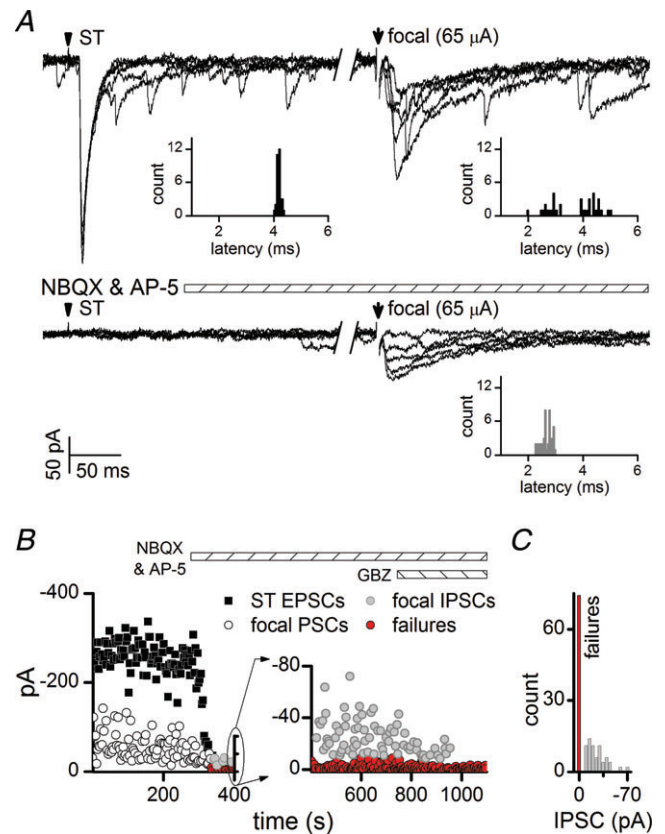 A
ST
focal (65 μA)
12
6
0
count
2 4 6
latency (ms)
12
6
0
count
2 4 6
latency (ms)
NBQX & AP-5
ST
focal (65 μA)
12
6
0
count
2 4 6
latency (ms)
50 pA
50 ms
B
NBQX
& AP-5
GBZ
ST EPSCs
focal IPSCs
focal PSCs
failures
-400
-200
0
pA
200 400
-80
-40
0
600 800 1000
time (s)
C
60
30
0
count
failures
0 -70
IPSC (pA)